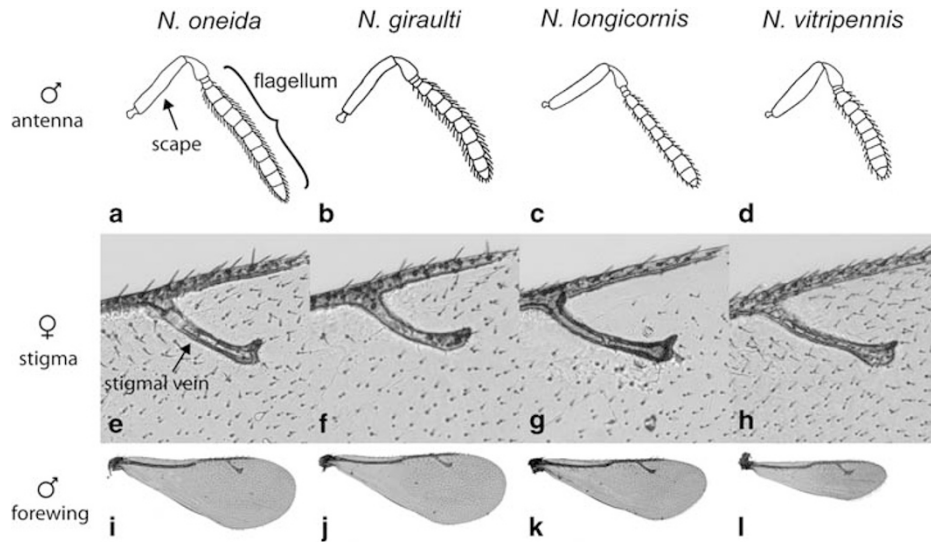 N. oneida
N. giraulti
N. longicornis
N. vitripennis
♂
antenna
flagellum
scape
a
b
c
d
♀
stigma
stigmal vein
e
f
g
h
♂
forewing
i
j
k
l